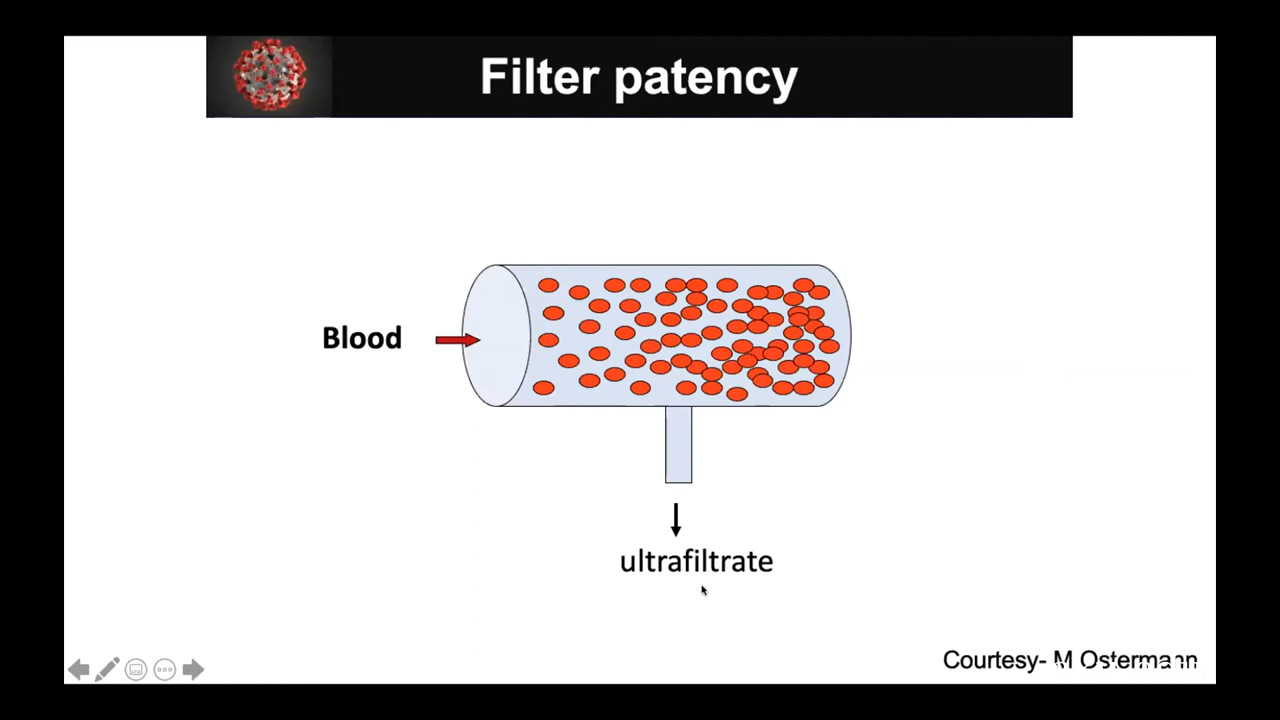 Filter patency
Blood
ultrafiltrate
Courtesy- M Ostermann